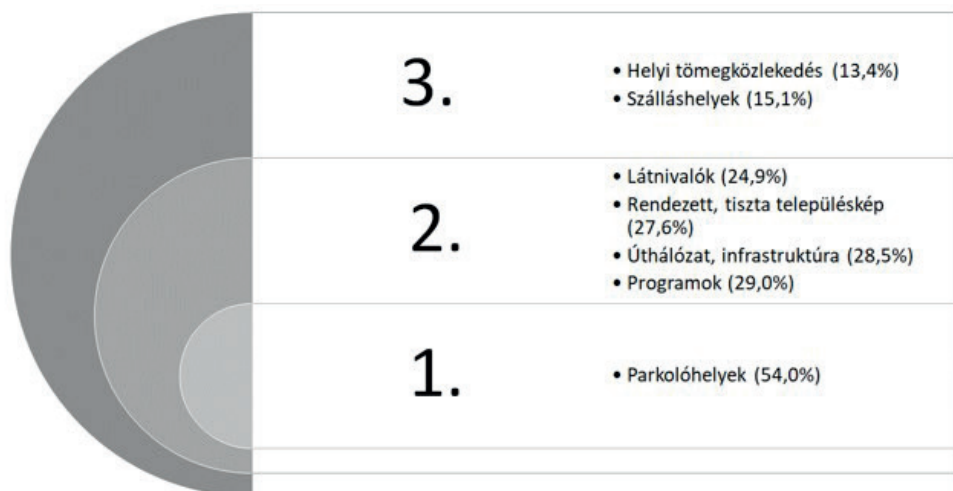 3.
• Helyi tömegközlekedés (13,4%)
• Szálláshelyek (15,1%)
2.
• Látnivalók (24,9%)
• Rendezett, tiszta településkép
(27,6%)
• Úthálózat, infrastruktúra (28,5%)
• Programok (29,0%)
1.
• Parkolóhelyek (54,0%)